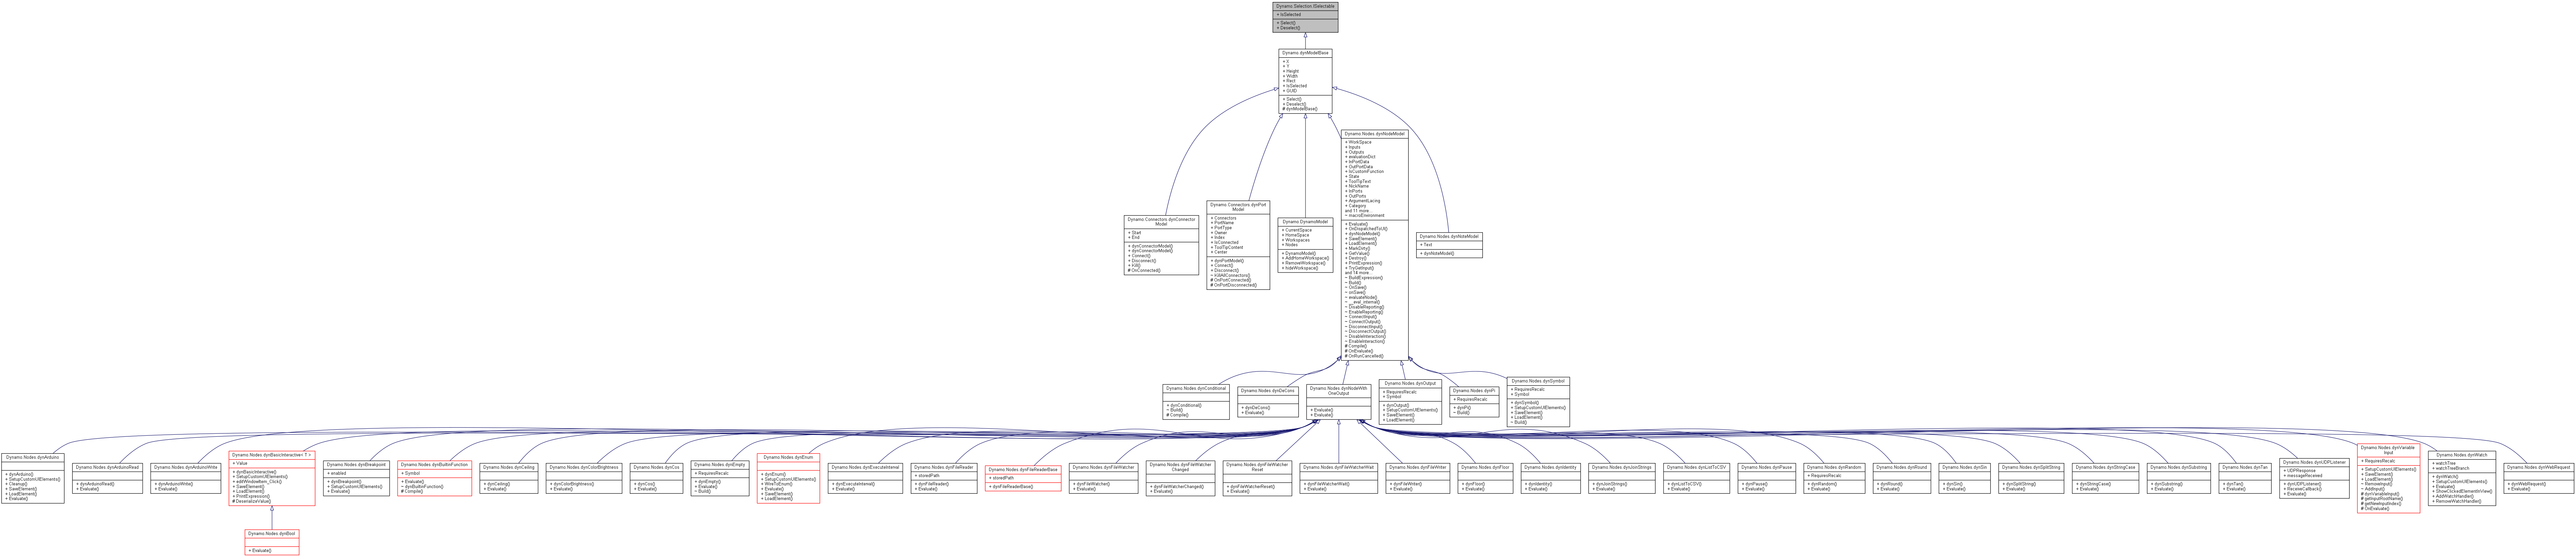 Dynamo.Selection.ISelectable
+ IsSelected
+ Select()
+ Deselect()
Dynamo.dynModelBase
+ X
+ Y
+ Height
+ Width
+ Rect
+ IsSelected
+ GUID
+ Select()
+ Deselect()
# dynModelBase()
Dynamo.Connectors.dynConnector
Model
+ Start
+ End
+ dynConnectorModel()
+ dynConnectorModel()
+ Connect()
+ Disconnect()
+ Kill()
# OnConnected()
Dynamo.Connectors.dynPort
Model
+ Connectors
+ PortName
+ PortType
+ Owner
+ Index
+ IsConnected
+ ToolTipContent
+ Center
+ dynPortModel()
+ Connect()
+ Disconnect()
~ KillAllConnectors()
# OnPortConnected()
# OnPortDisconnected()
Dynamo.DynamoModel
+ CurrentSpace
+ HomeSpace
+ Workspaces
+ Nodes
+ DynamoModel()
+ AddHomeWorkspace()
+ RemoveWorkspace()
+ hideWorkspace()
Dynamo.Nodes.dynNodeModel
+ WorkSpace
+ Inputs
+ Outputs
+ evaluationDict
+ InPortData
+ OutPortData
+ IsCustomFunction
+ State
+ ToolTipText
+ NickName
+ InPorts
+ OutPorts
+ ArgumentLacing
+ Category
and 11 more...
~ macroEnvironment
+ Evaluate()
+ OnDispatchedToUI()
+ dynNodeModel()
+ SaveElement()
+ LoadElement()
+ MarkDirty()
+ GetValue()
+ Destroy()
+ PrintExpression()
+ TryGetInput()
and 14 more...
~ BuildExpression()
~ Build()
~ OnSave()
~ onSave()
~ evaluateNode()
~ __eval_internal()
~ DisableReporting()
~ EnableReporting()
~ ConnectInput()
~ ConnectOutput()
~ DisconnectInput()
~ DisconnectOutput()
~ DisableInteraction()
~ EnableInteraction()
# Compile()
# OnEvaluate()
# OnRunCancelled()
Dynamo.Nodes.dynNoteModel
+ Text
+ dynNoteModel()
Dynamo.Nodes.dynConditional
+ dynConditional()
~ Build()
# Compile()
Dynamo.Nodes.dynDeCons
+ dynDeCons()
+ Evaluate()
Dynamo.Nodes.dynNodeWith
OneOutput
+ Evaluate()
+ Evaluate()
Dynamo.Nodes.dynOutput
+ RequiresRecalc
+ Symbol
+ dynOutput()
+ SetupCustomUIElements()
+ SaveElement()
+ LoadElement()
Dynamo.Nodes.dynPi
+ RequiresRecalc
+ dynPi()
~ Build()
Dynamo.Nodes.dynSymbol
+ RequiresRecalc
+ Symbol
+ dynSymbol()
+ SetupCustomUIElements()
+ SaveElement()
+ LoadElement()
~ Build()
Dynamo.Nodes.dynArduino
+ dynArduino()
+ SetupCustomUIElements()
+ Cleanup()
+ SaveElement()
+ LoadElement()
+ Evaluate()
Dynamo.Nodes.dynArduinoRead
+ dynArduinoRead()
+ Evaluate()
Dynamo.Nodes.dynArduinoWrite
+ dynArduinoWrite()
+ Evaluate()
Dynamo.Nodes.dynBasicInteractive< T >
+ Value
+ dynBasicInteractive()
+ SetupCustomUIElements()
+ editWindowItem_Click()
+ SaveElement()
+ LoadElement()
+ PrintExpression()
# DeserializeValue()
Dynamo.Nodes.dynBreakpoint
+ enabled
+ dynBreakpoint()
+ SetupCustomUIElements()
+ Evaluate()
Dynamo.Nodes.dynBuiltinFunction
+ Symbol
+ Evaluate()
~ dynBuiltinFunction()
# Compile()
Dynamo.Nodes.dynCeiling
+ dynCeiling()
+ Evaluate()
Dynamo.Nodes.dynColorBrightness
+ dynColorBrightness()
+ Evaluate()
Dynamo.Nodes.dynCos
+ dynCos()
+ Evaluate()
Dynamo.Nodes.dynEmpty
+ RequiresRecalc
+ dynEmpty()
+ Evaluate()
~ Build()
Dynamo.Nodes.dynEnum
+ dynEnum()
+ SetupCustomUIElements()
+ WireToEnum()
+ Evaluate()
+ SaveElement()
+ LoadElement()
Dynamo.Nodes.dynExecuteInterval
+ dynExecuteInterval()
+ Evaluate()
Dynamo.Nodes.dynFileReader
+ storedPath
+ dynFileReader()
+ Evaluate()
Dynamo.Nodes.dynFileReaderBase
+ storedPath
+ dynFileReaderBase()
Dynamo.Nodes.dynFileWatcher
+ dynFileWatcher()
+ Evaluate()
Dynamo.Nodes.dynFileWatcher
Changed
+ dynFileWatcherChanged()
+ Evaluate()
Dynamo.Nodes.dynFileWatcher
Reset
+ dynFileWatcherReset()
+ Evaluate()
Dynamo.Nodes.dynFileWatcherWait
+ dynFileWatcherWait()
+ Evaluate()
Dynamo.Nodes.dynFileWriter
+ dynFileWriter()
+ Evaluate()
Dynamo.Nodes.dynFloor
+ dynFloor()
+ Evaluate()
Dynamo.Nodes.dynIdentity
+ dynIdentity()
+ Evaluate()
Dynamo.Nodes.dynJoinStrings
+ dynJoinStrings()
+ Evaluate()
Dynamo.Nodes.dynListToCSV
+ dynListToCSV()
+ Evaluate()
Dynamo.Nodes.dynPause
+ dynPause()
+ Evaluate()
Dynamo.Nodes.dynRandom
+ RequiresRecalc
+ dynRandom()
+ Evaluate()
Dynamo.Nodes.dynRound
+ dynRound()
+ Evaluate()
Dynamo.Nodes.dynSin
+ dynSin()
+ Evaluate()
Dynamo.Nodes.dynSplitString
+ dynSplitString()
+ Evaluate()
Dynamo.Nodes.dynStringCase
+ dynStringCase()
+ Evaluate()
Dynamo.Nodes.dynSubstring
+ dynSubstring()
+ Evaluate()
Dynamo.Nodes.dynTan
+ dynTan()
+ Evaluate()
Dynamo.Nodes.dynUDPListener
+ UDPResponse
+ messageReceived
+ dynUDPListener()
+ ReceiveCallback()
+ Evaluate()
Dynamo.Nodes.dynVariable
Input
+ RequiresRecalc
+ SetupCustomUIElements()
+ SaveElement()
+ LoadElement()
~ RemoveInput()
~ AddInput()
# dynVariableInput()
# getInputRootName()
# getNewInputIndex()
# OnEvaluate()
Dynamo.Nodes.dynWatch
+ watchTree
+ watchTreeBranch
+ dynWatch()
+ SetupCustomUIElements()
+ Evaluate()
+ ShowClickedElementInView()
+ AddWatchHandler()
+ RemoveWatchHandler()
Dynamo.Nodes.dynWebRequest
+ dynWebRequest()
+ Evaluate()
Dynamo.Nodes.dynBool
+ Evaluate()